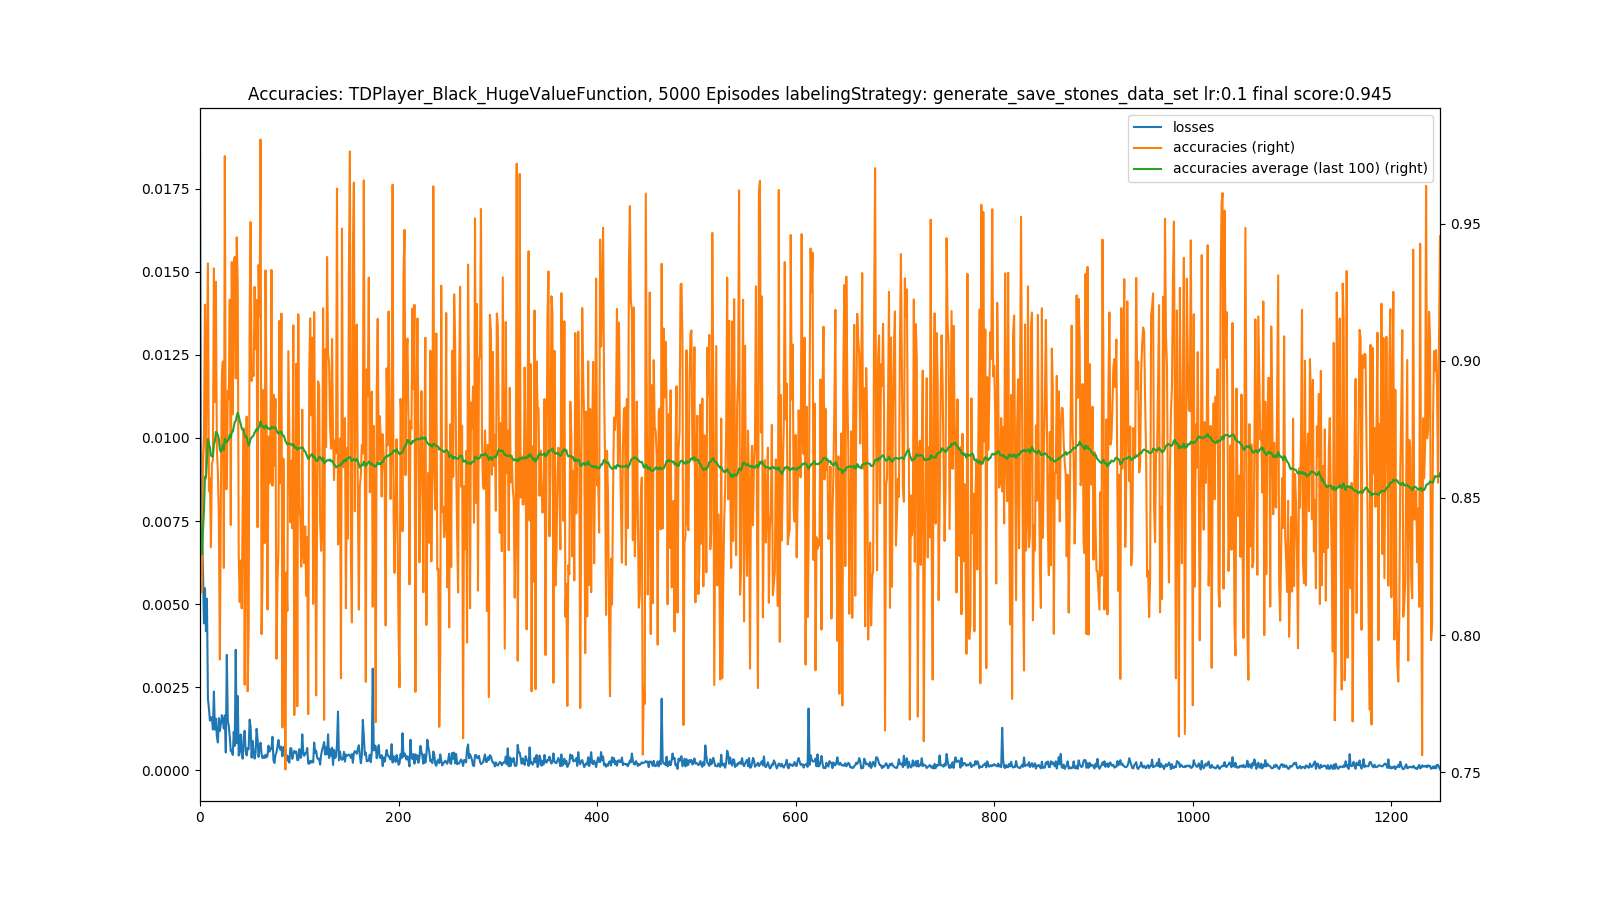 Accuracies: TDPlayer_Black_HugeValueFunction, 5000 Episodes labelingStrategy: generate_save_stones_data_set lr:0.1 final score:0.945
losses
accuracies (right)
accuracies average (last 100) (right)
0.0175
0.0150
0.0125
0.0100
0.0075
0.0050
0.0025
0.0000
0.95
0.90
0.85
0.80
0.75
0 200 400 600 800 1000 1200